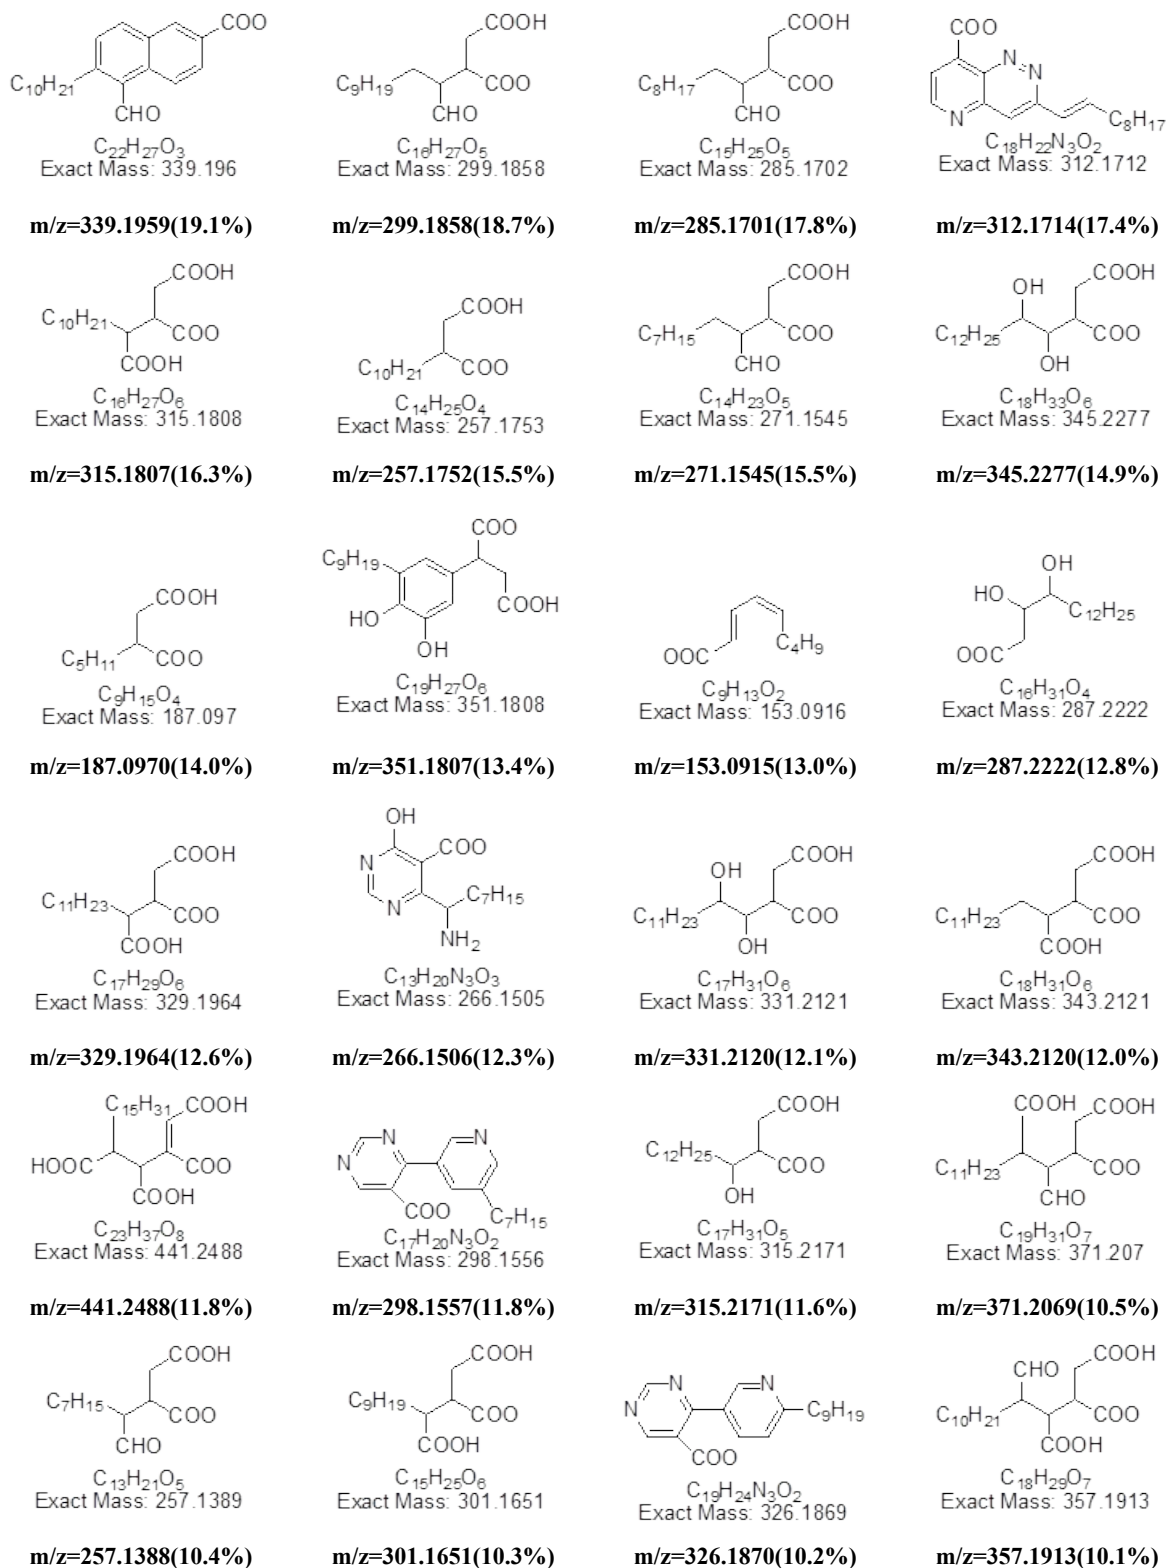 COO
C10H21
CHO
C22H27O3
Exact Mass: 339.196
m/z=339.1959(19.1%)
COOH
C9H19
COO
CHO
C16H27O5
Exact Mass: 299.1858
m/z=299.1858(18.7%)
COOH
C8H17
COO
CHO
C15H25O5
Exact Mass: 285.1702
m/z=285.1701(17.8%)
COO
N
N
N
C8H17
C18H22N3O2
Exact Mass: 312.1712
m/z=312.1714(17.4%)
COOH
C10H21
COO
COOH
C16H27O6
Exact Mass: 315.1808
m/z=315.1807(16.3%)
COOH
C10H21
COO
C14H25O4
Exact Mass: 257.1753
m/z=257.1752(15.5%)
COOH
C7H15
COO
CHO
C14H23O5
Exact Mass: 271.1545
m/z=271.1545(15.5%)
OH
COOH
C12H25
COO
OH
C18H33O6
Exact Mass: 345.2277
m/z=345.2277(14.9%)
COOH
C5H11
COO
C9H15O4
Exact Mass: 187.097
m/z=187.0970(14.0%)
COO
C9H19
COOH
HO
OH
C19H27O6
Exact Mass: 351.1808
m/z=351.1807(13.4%)
OOC
C4H9
C9H13O2
Exact Mass: 153.0916
m/z=153.0915(13.0%)
OH
HO
C12H25
OOC
C16H31O4
Exact Mass: 287.2222
m/z=287.2222(12.8%)
COOH
C11H23
COO
COOH
C17H29O6
Exact Mass: 329.1964
m/z=329.1964(12.6%)
OH
N
COO
C7H15
N
NH2
C13H20N3O3
Exact Mass: 266.1505
m/z=266.1506(12.3%)
COOH
OH
C11H23
COO
OH
C17H31O6
Exact Mass: 331.2121
m/z=331.2120(12.1%)
COOH
C11H23
COO
COOH
C18H31O6
Exact Mass: 343.2121
m/z=343.2120(12.0%)
C15H31
COOH
HOOC
COO
COOH
C23H37O8
Exact Mass: 441.2488
m/z=441.2488(11.8%)
N
N
N
COO
C7H15
C17H20N3O2
Exact Mass: 298.1556
m/z=298.1557(11.8%)
COOH
C12H25
COO
OH
C17H31O5
Exact Mass: 315.2171
m/z=315.2171(11.6%)
COOH
COOH
C11H23
COO
CHO
C19H31O7
Exact Mass: 371.207
m/z=371.2069(10.5%)
COOH
C7H15
COO
CHO
C13H21O5
Exact Mass: 257.1389
m/z=257.1388(10.4%)
COOH
C9H19
COO
COOH
C15H25O6
Exact Mass: 301.1651
m/z=301.1651(10.3%)
N
N
N
C9H19
COO
C19H24N3O2
Exact Mass: 326.1869
m/z=326.1870(10.2%)
CHO
COOH
C10H21
COO
COOH
C18H29O7
Exact Mass: 357.1913
m/z=357.1913(10.1%)